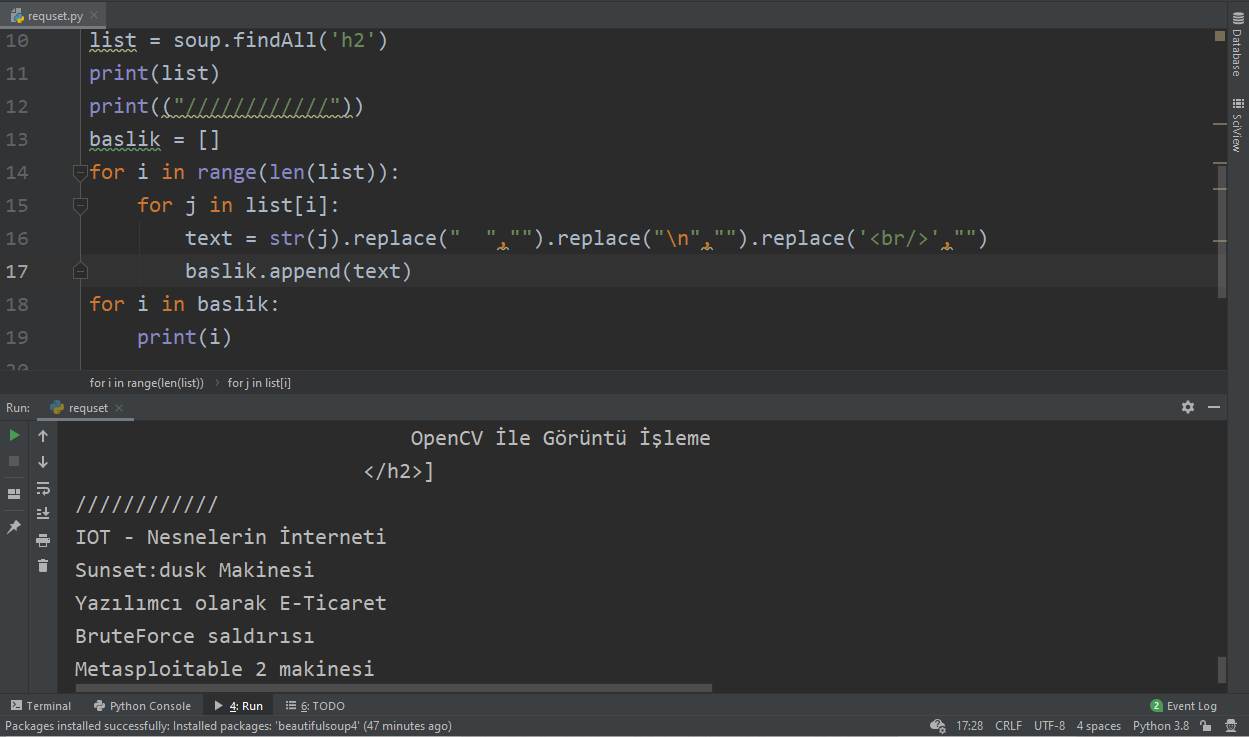 requset.py
10 list = soup.findAll('h2')
11 print(list)
12 print(("////////////"))
13 baslik = []
14 for i in range(len(list)):
15 for j in list[i]:
16 text = str(j).replace("  ","").replace("\n","").replace('<br/>',"")
17 baslik.append(text)
18 for i in baslik:
19 print(i)
20
for i in range(len(list)) › for j in list[i]
Database
SciView
Run: requset
OpenCV İle Görüntü İşleme
</h2>]
////////////
IOT - Nesnelerin İnterneti
Sunset:dusk Makinesi
Yazılımcı olarak E-Ticaret
BruteForce saldırısı
Metasploitable 2 makinesi
Terminal Python Console 4: Run 6: TODO 2 Event Log
Packages installed successfully: Installed packages: 'beautifulsoup4' (47 minutes ago) 17:28 CRLF UTF-8 4 spaces Python 3.8